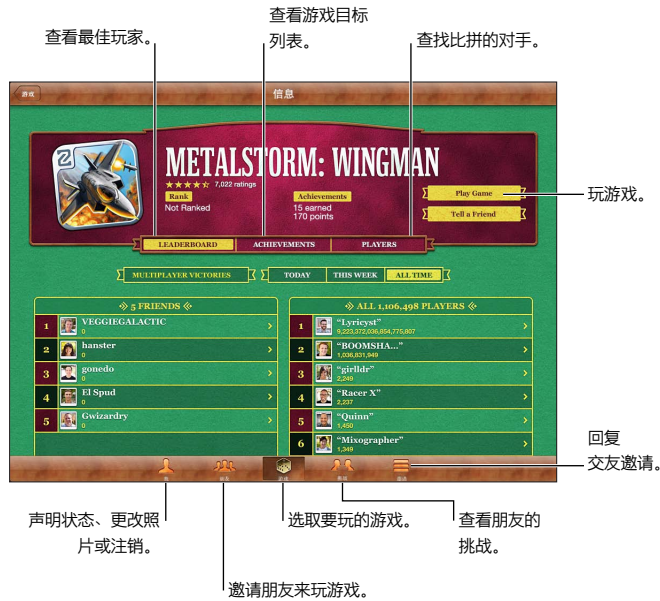 查看游戏目标
列表。
查看最佳玩家。
查找比拼的对手。
游戏
信息
METALSTORM: WINGMAN
7,022 ratings
Rank
Not Ranked
Achievements
15 earned
170 points
Play Game
Tell a Friend
玩游戏。
LEADERBOARD
ACHIEVEMENTS
PLAYERS
MULTIPLAYER VICTORIES
TODAY
THIS WEEK
ALL TIME
5 FRIENDS
1 VEGGIEGALACTIC
0
2 hanster
0
3 gonedo
0
4 El Spud
0
5 Gwizardry
0
ALL 1,106,498 PLAYERS
1 “Lyricyst”
9,223,372,036,854,775,807
2 “BOOMSHA...”
1,036,831,949
3 “girlldr”
2,249
4 “Racer X”
2,237
5 “Quinn”
1,450
6 “Mixographer”
1,349
回复
交友邀请。
游戏
声明状态、更改照
片或注销。
选取要玩的游戏。
查看朋友的
挑战。
邀请朋友来玩游戏。